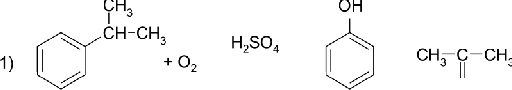 CH₃
CH–CH₃
1)
+ O₂
H₂SO₄
OH
CH₃
CH₃